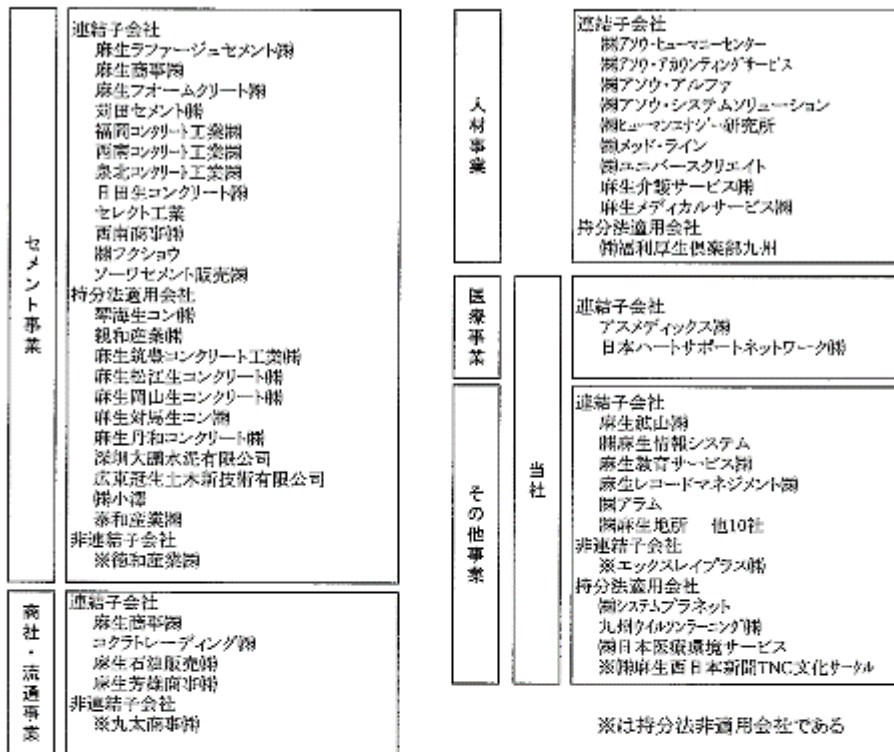 セメント事業
連結子会社
麻生ラファージュセメント㈱
麻生商事㈱
麻生フオームクリート㈱
苅田セメント㈱
福岡コンクリート工業㈱
西南コンクリート工業㈱
泉北コンクリート工業㈱
日田生コンクリート㈱
セレクト工業
西南商事㈱
㈱フクショウ
ソーワセメント販売㈱
持分法適用会社
琴海生コン㈱
親和産業㈱
麻生筑豊コンクリート工業㈱
麻生松江生コンクリート㈱
麻生岡山生コンクリート㈱
麻生対馬生コン㈱
麻生丹和コンクリート㈱
深圳大鵬水泥有限公司
広東冠生土木新技術有限公司
㈱小澤
泰和産業㈱
非連結子会社
※徳和産業㈱
商社・流通事業
連結子会社
麻生商事㈱
コクラトレーディング㈱
麻生石油販売㈱
麻生芳雄商事㈱
非連結子会社
※九太商事㈱
人材事業
連結子会社
㈱アソウ・ヒューマニーセンター
㈱アソウ・アカウンティングサービス
㈱アソウ・アルファ
㈱アソウ・システムソリューション
㈱ヒューマンエナジー研究所
㈱メッド・ライン
㈱ユニバースクリエイト
麻生介護サービス㈱
麻生メディカルサービス㈱
持分法適用会社
㈱福利厚生倶楽部九州
当社
医療事業
連結子会社
アスメディックス㈱
日本ハートサポートネットワーク㈱
その他事業
連結子会社
麻生鉱山㈱
㈱麻生情報システム
麻生教育サービス㈱
麻生レコードマネジメント㈱
㈱アラム
㈱麻生地所　他10社
非連結子会社
※エックスレイプラス㈱
持分法適用会社
㈱システムプラネット
九州ウイルソンラーニング㈱
㈱日本医療環境サービス
※㈱麻生西日本新聞TNC文化サークル
※は持分法非適用会社である